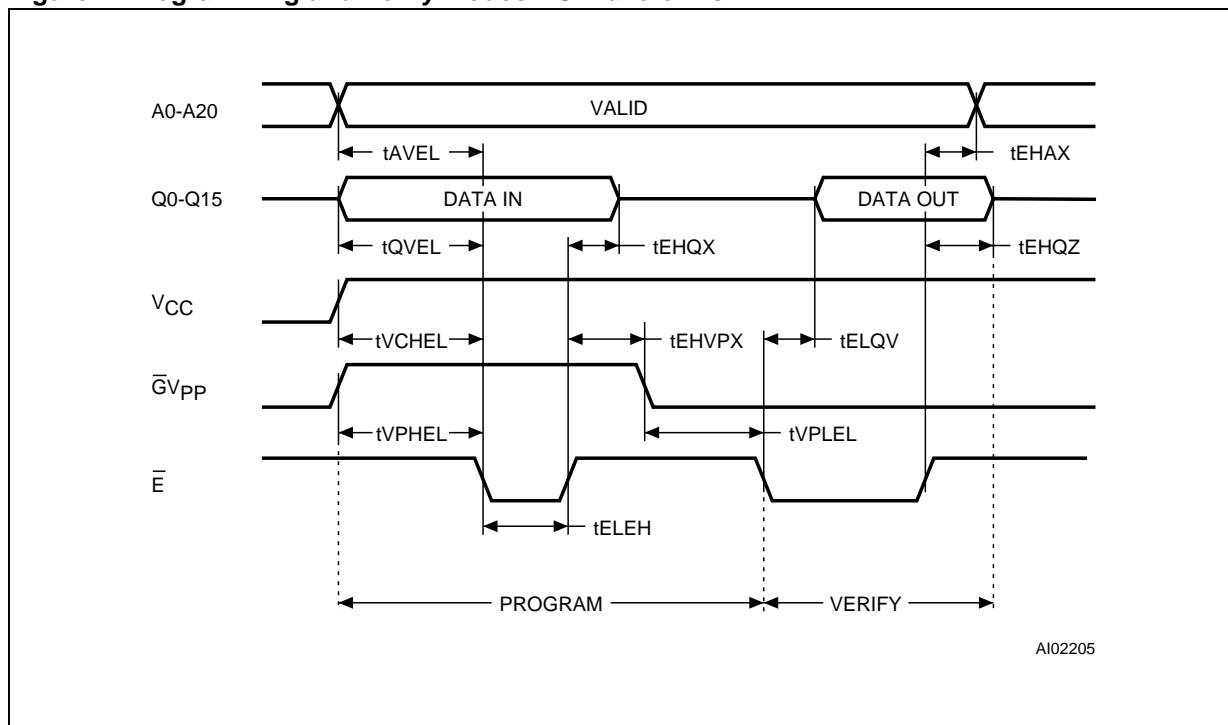 A0-A20
VALID
tAVEL
tEHAX
Q0-Q15
DATA IN
DATA OUT
tQVEL
tEHQX
tEHQZ
VCC
tVCHEL
tEHVPX
tELQV
G̅VPP
tVPHEL
tVPLEL
E̅
tELEH
PROGRAM
VERIFY
AI02205